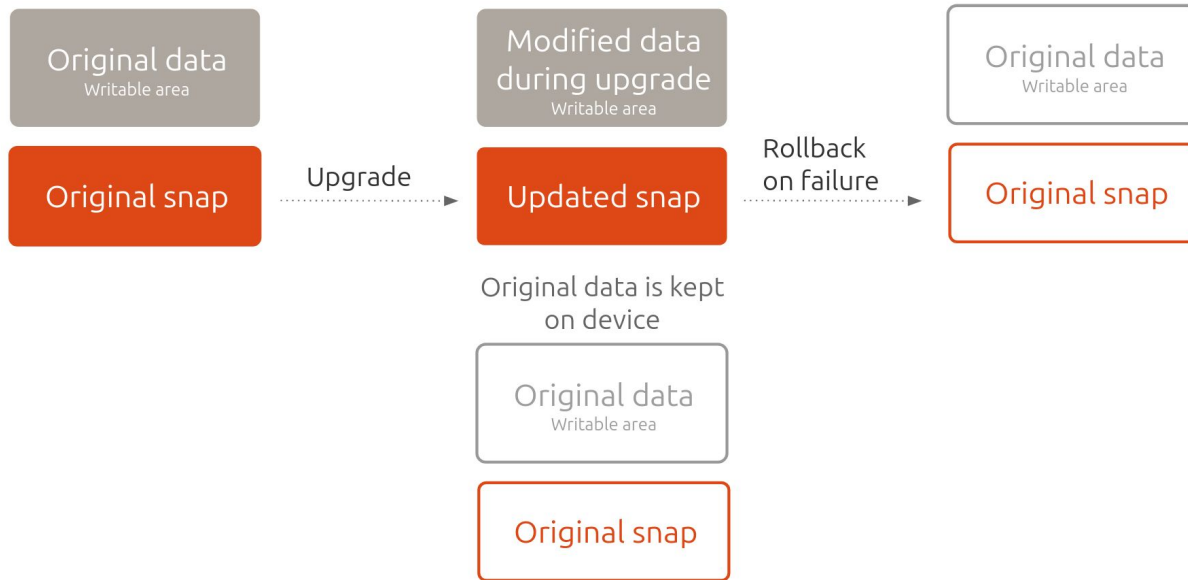 Original data
Writable area
Original snap
Upgrade
Modified data
during upgrade
Writable area
Updated snap
Original data is kept
on device
Original data
Writable area
Original snap
Rollback
on failure
Original data
Writable area
Original snap